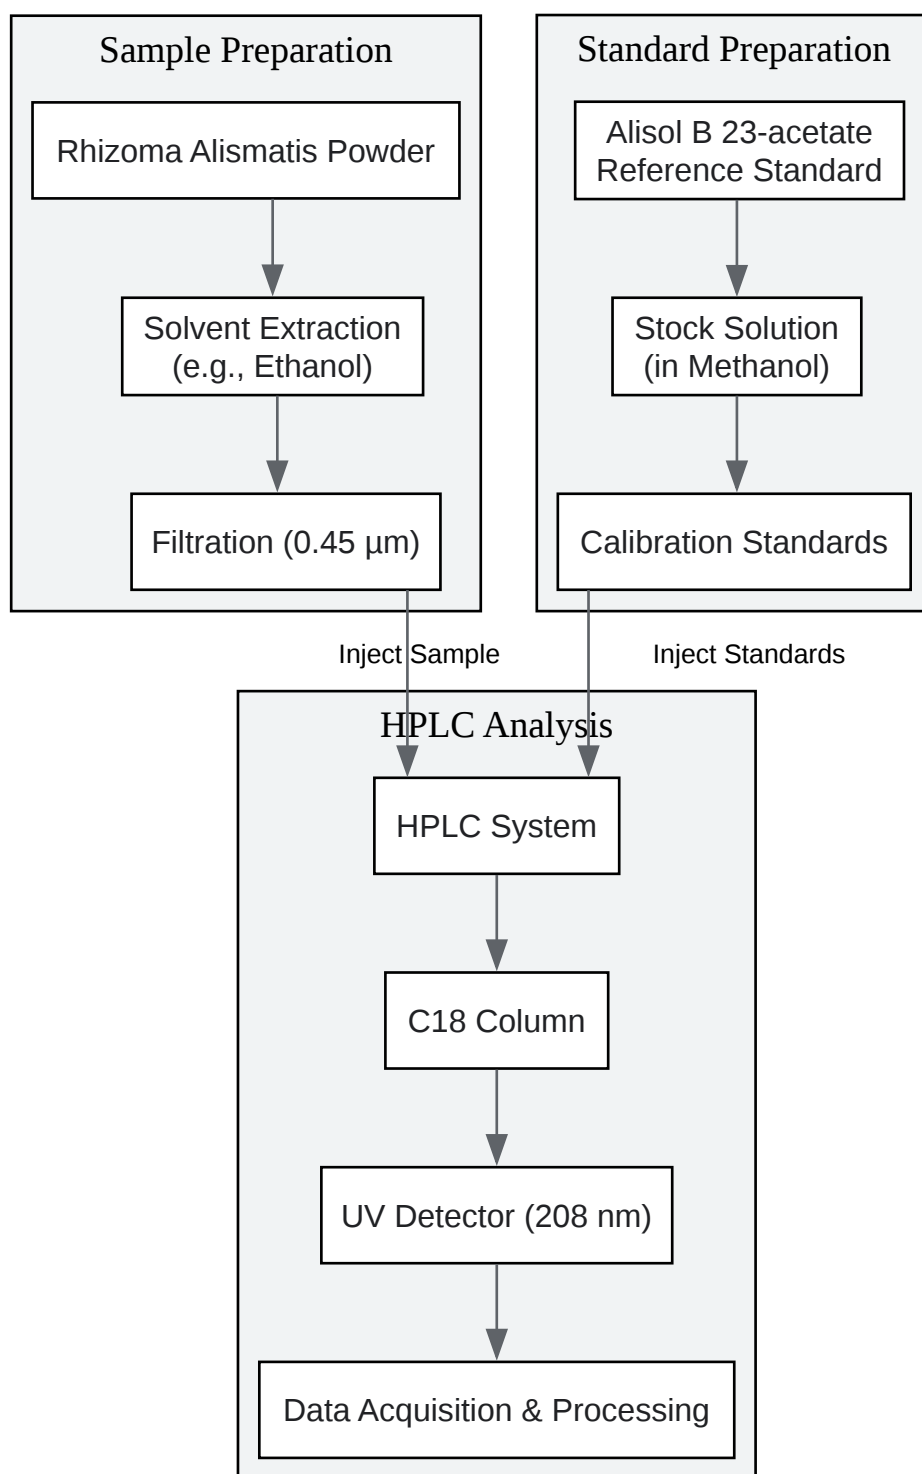 Sample Preparation
Rhizoma Alismatis Powder
Solvent Extraction
(e.g., Ethanol)
Filtration (0.45 µm)
Standard Preparation
Alisol B 23-acetate
Reference Standard
Stock Solution
(in Methanol)
Calibration Standards
Inject Sample
Inject Standards
HPLC Analysis
HPLC System
C18 Column
UV Detector (208 nm)
Data Acquisition & Processing